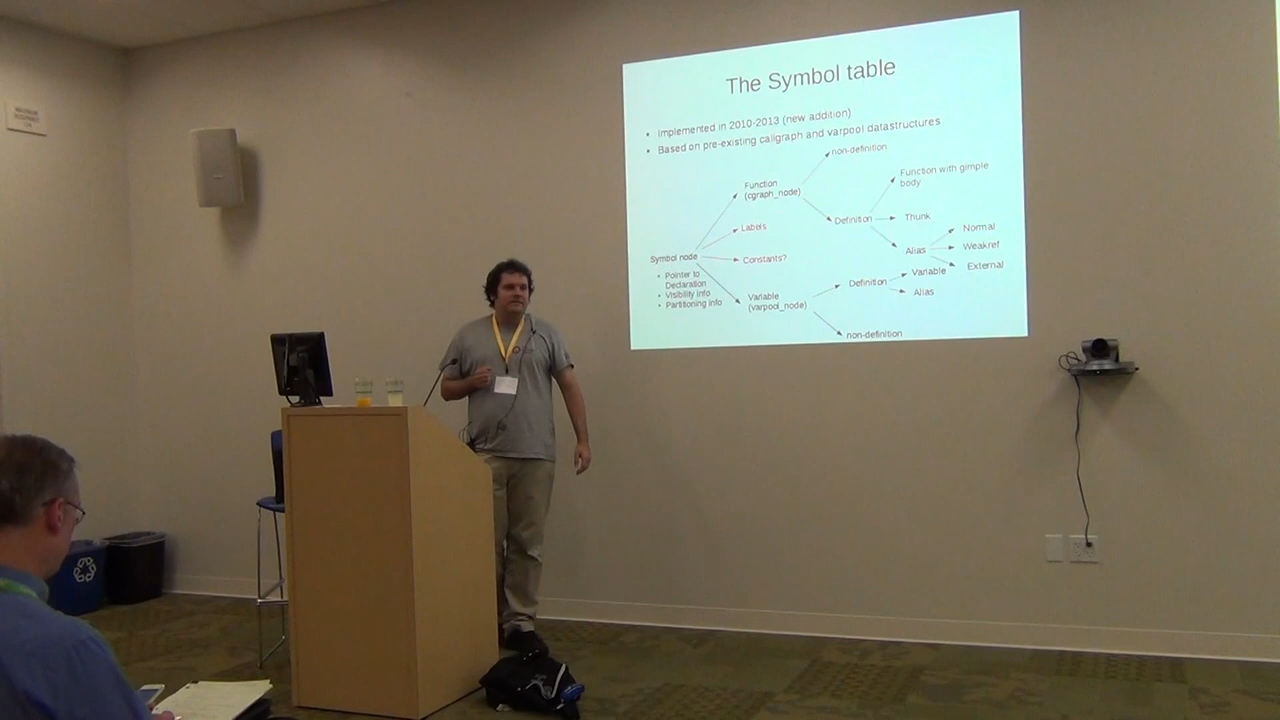 MAXIMUM
OCCUPANCY
The Symbol table
Implemented in 2010-2013 (new addition)
Based on pre-existing callgraph and varpool datastructures
non-definition
Function with gimple
body
Function
(cgraph_node)
Definition
Thunk
Labels
Normal
Alias
Weakref
Symbol node
Constants?
External
Pointer to
Declaration
Visibility info
Partitioning info
Variable
Definition
Alias
Variable
(varpool_node)
non-definition